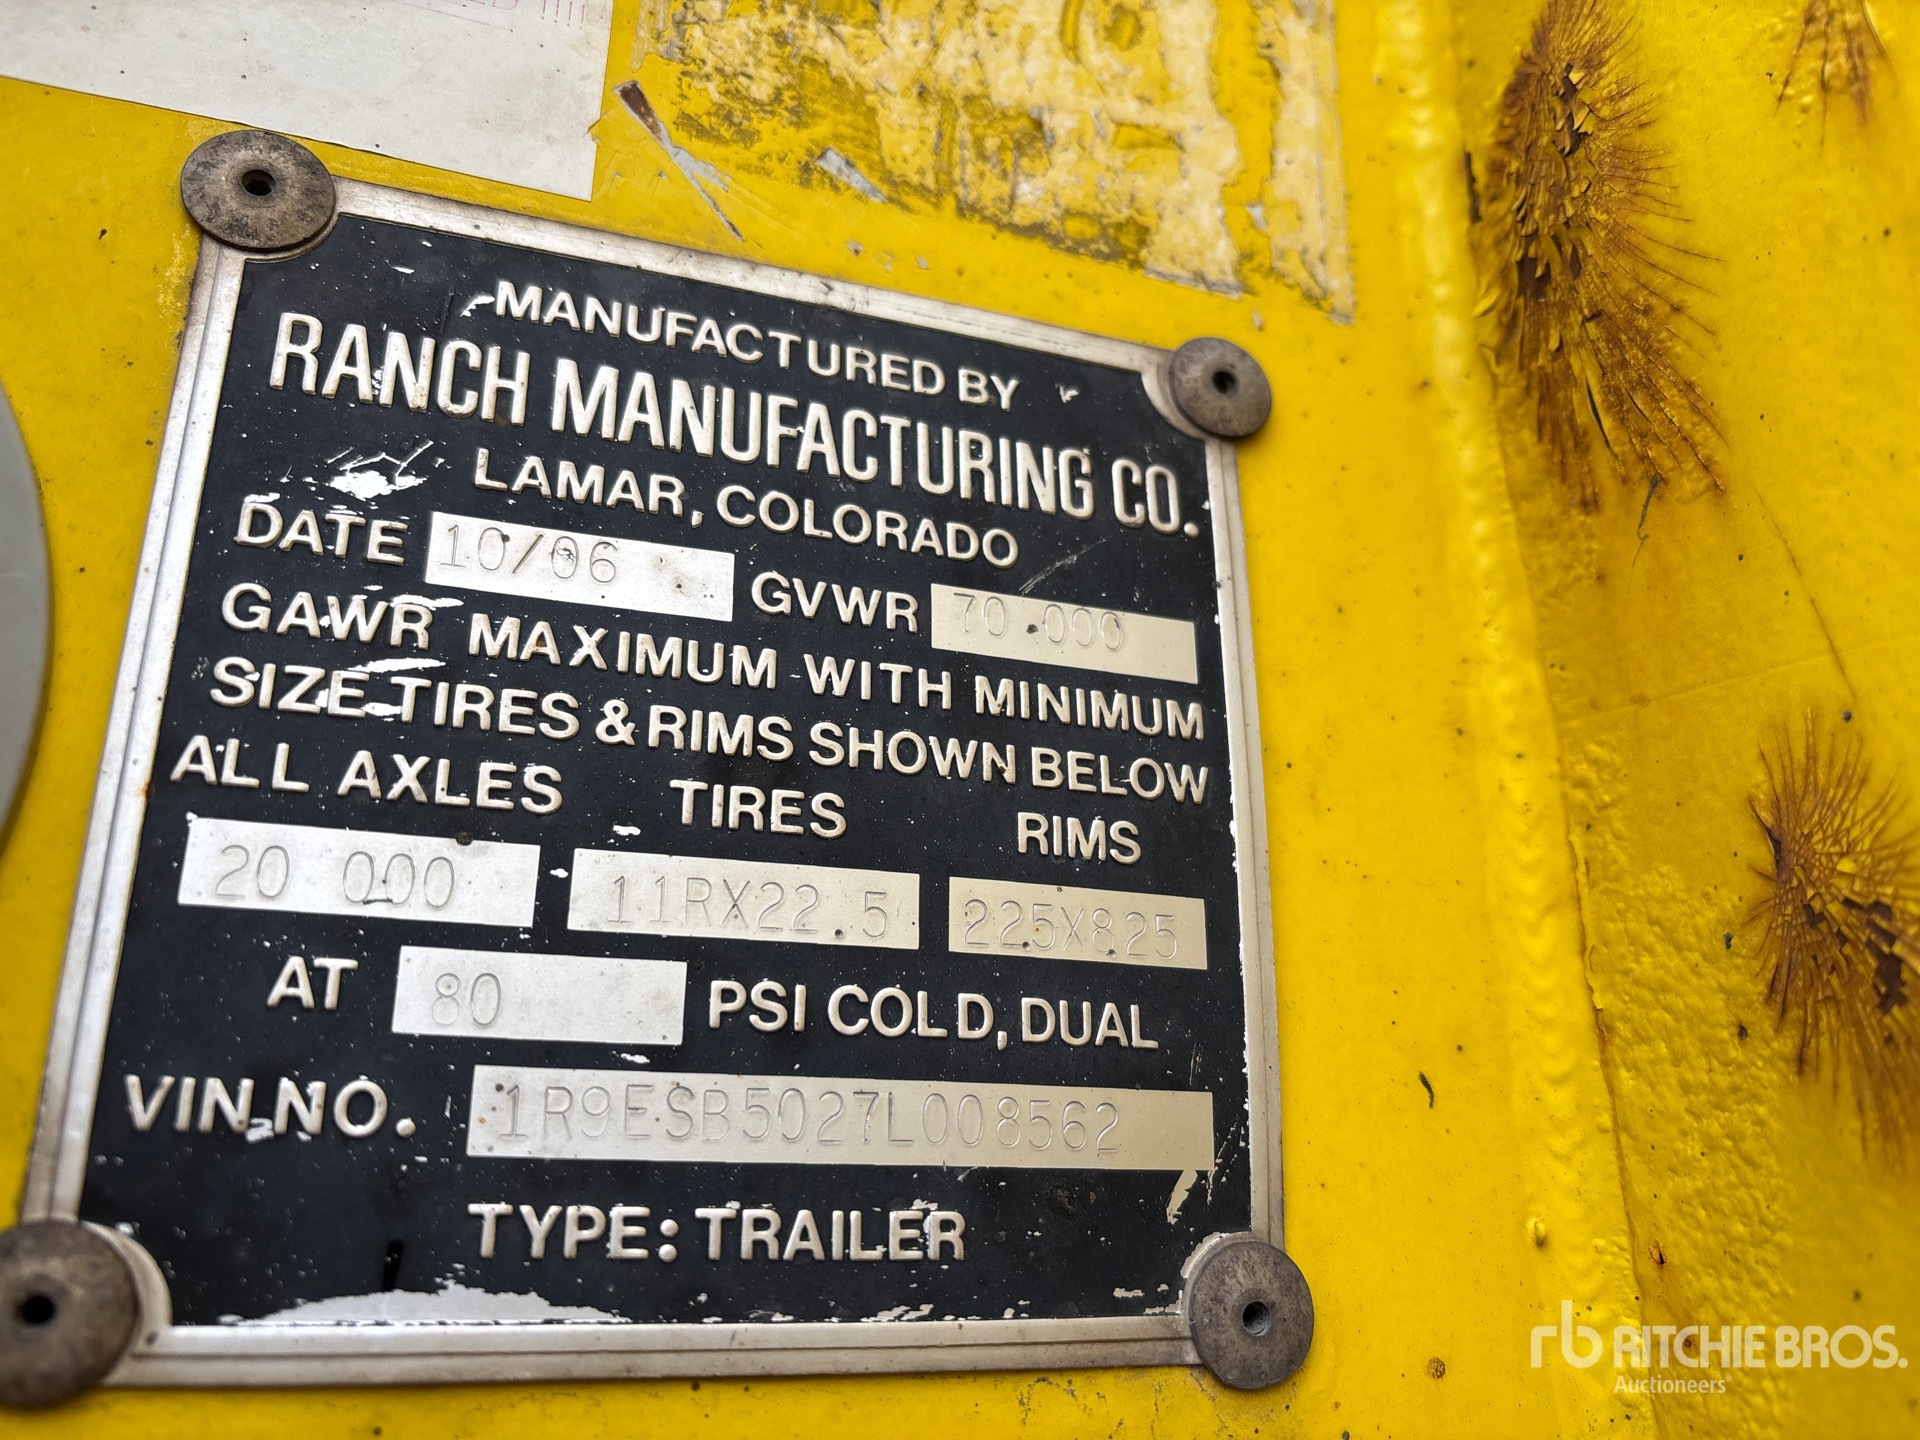 MANUFACTURED BY
RANCH MANUFACTURING CO.
LAMAR, COLORADO
DATE 10/06 GVWR 70.000
GAWR MAXIMUM WITH MINIMUM
SIZE TIRES & RIMS SHOWN BELOW
ALL AXLES TIRES RIMS
20 000 11RX22.5 225X825
AT 80 PSI COLD, DUAL
VIN NO. 1R9ESB5027L008562
TYPE: TRAILER
rb RITCHIE BROS.
Auctioneers